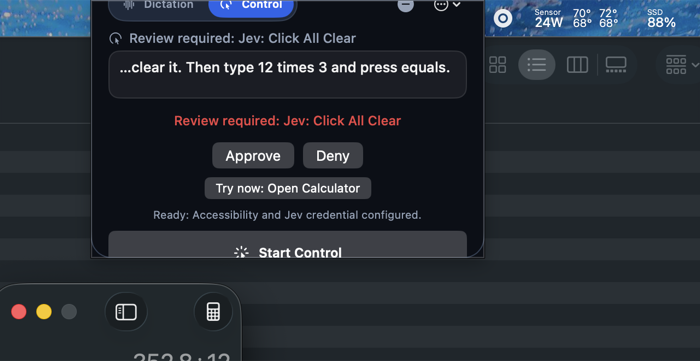 Dictation Control
Review required: Jev: Click All Clear
...clear it. Then type 12 times 3 and press equals.
Review required: Jev: Click All Clear
Approve Deny
Try now: Open Calculator
Ready: Accessibility and Jev credential configured.
Start Control
Sensor 70° 72° SSD
24W 68° 68° 88%